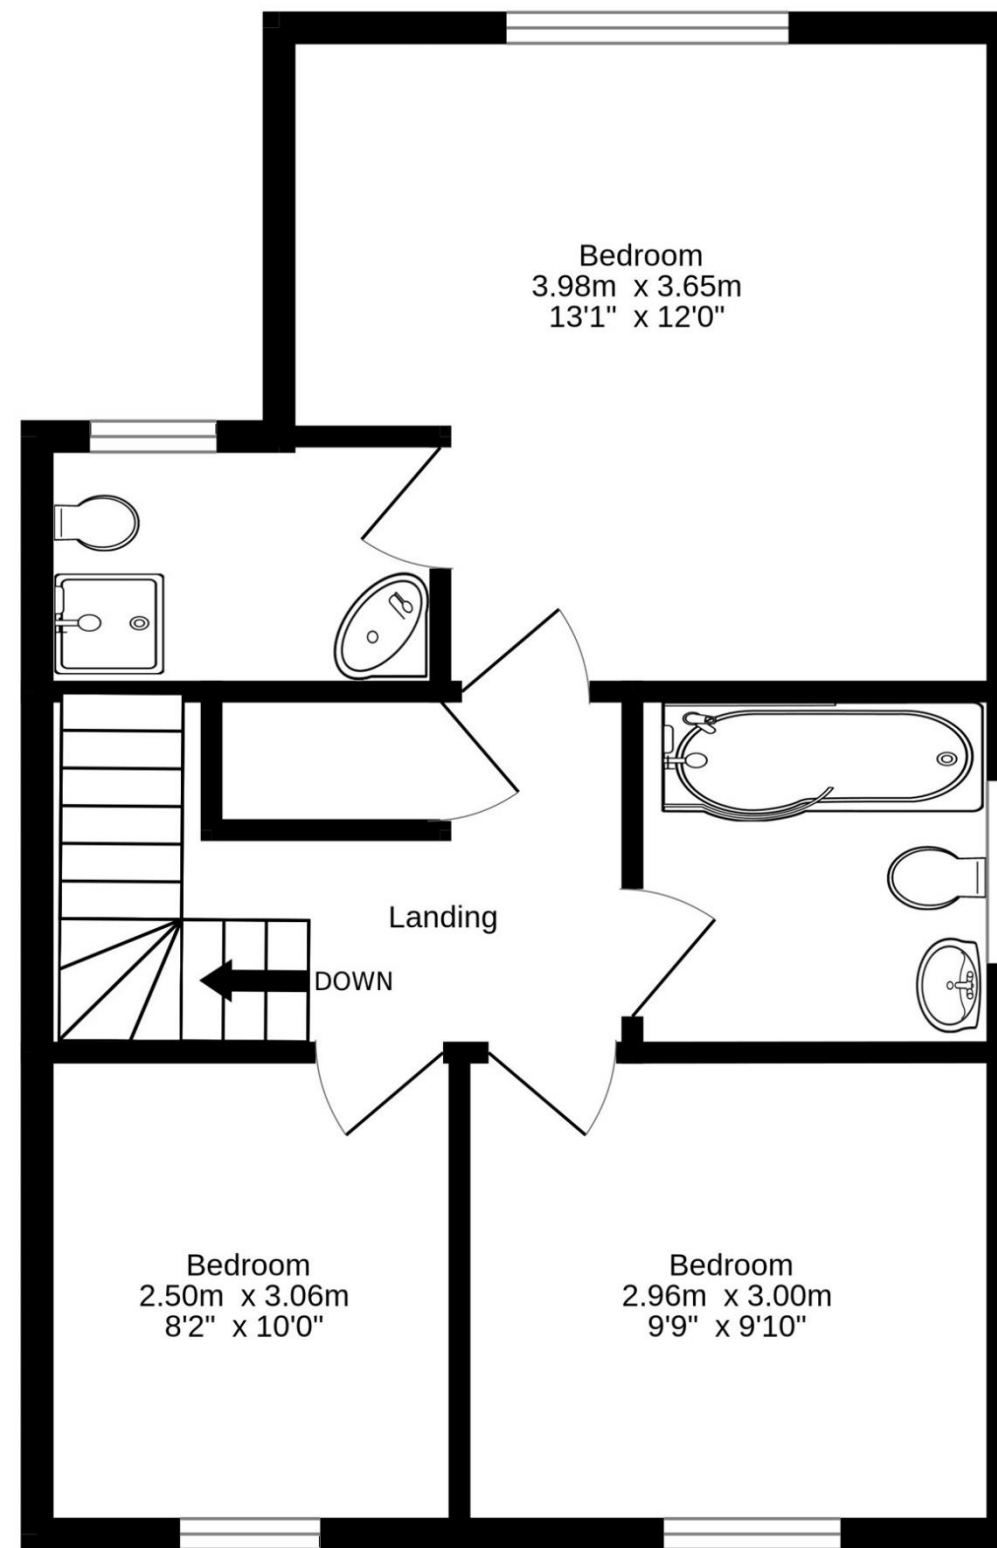 Bedroom
3.98m x 3.65m
13'1" x 12'0"
Landing
DOWN
Bedroom
2.50m x 3.06m
8'2" x 10'0"
Bedroom
2.96m x 3.00m
9'9" x 9'10"